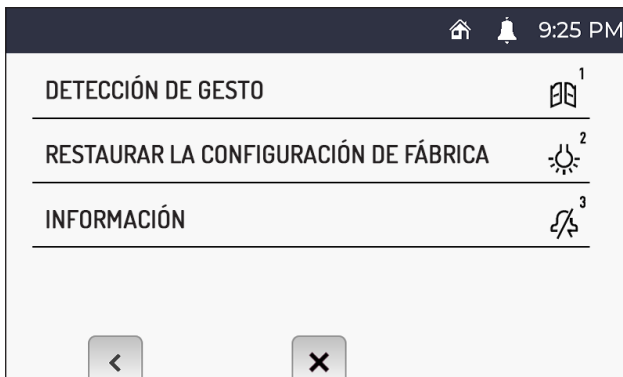 9:25 PM
DETECCIÓN DE GESTO 1
RESTAURAR LA CONFIGURACIÓN DE FÁBRICA 2
INFORMACIÓN 3